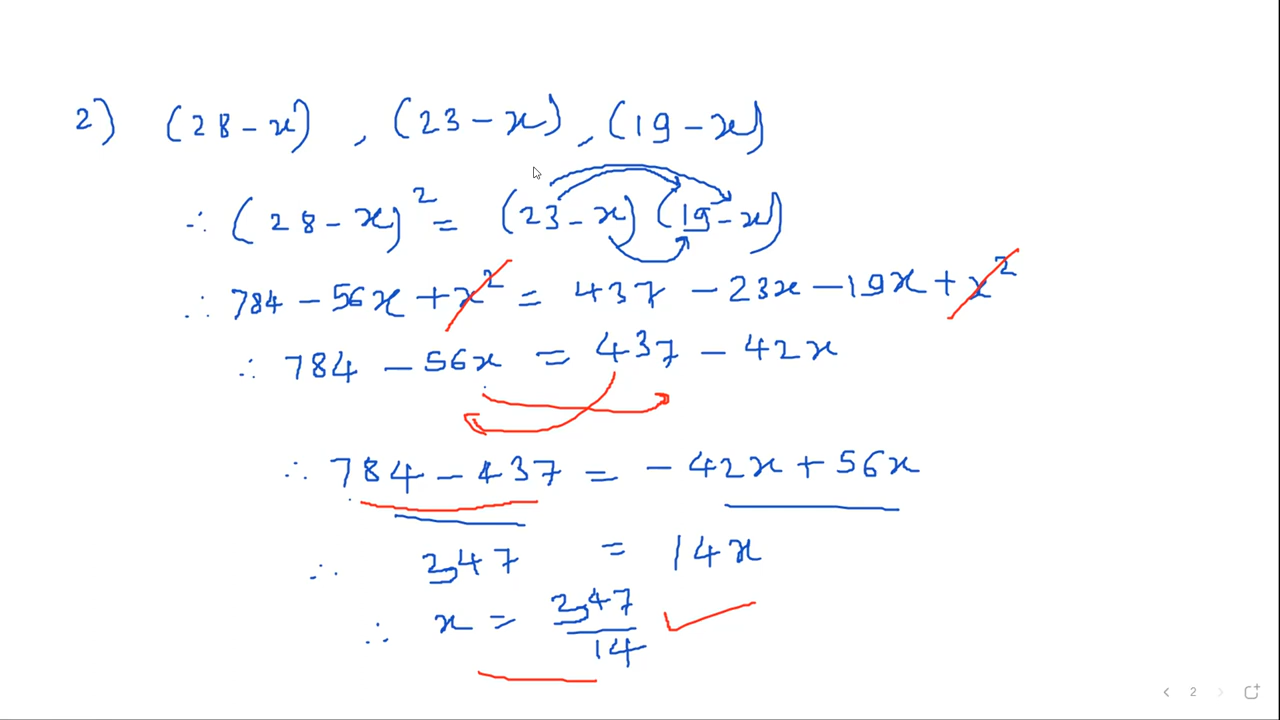 2) (28 - x) , (23 - x) , (19 - x)
∴ (28 - x)² = (23 - x) (19 - x)
∴ 784 - 56x + x² = 437 - 23x - 19x + x²
∴ 784 - 56x = 437 - 42x
∴ 784 - 437 = - 42x + 56x
∴ 347 = 14x
∴ x = 347/14
2